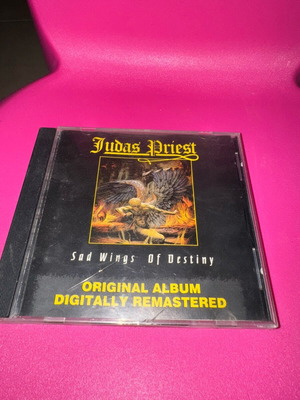 Judas Priest
Sad Wings Of Destiny
ORIGINAL ALBUM
DIGITALLY REMASTERED